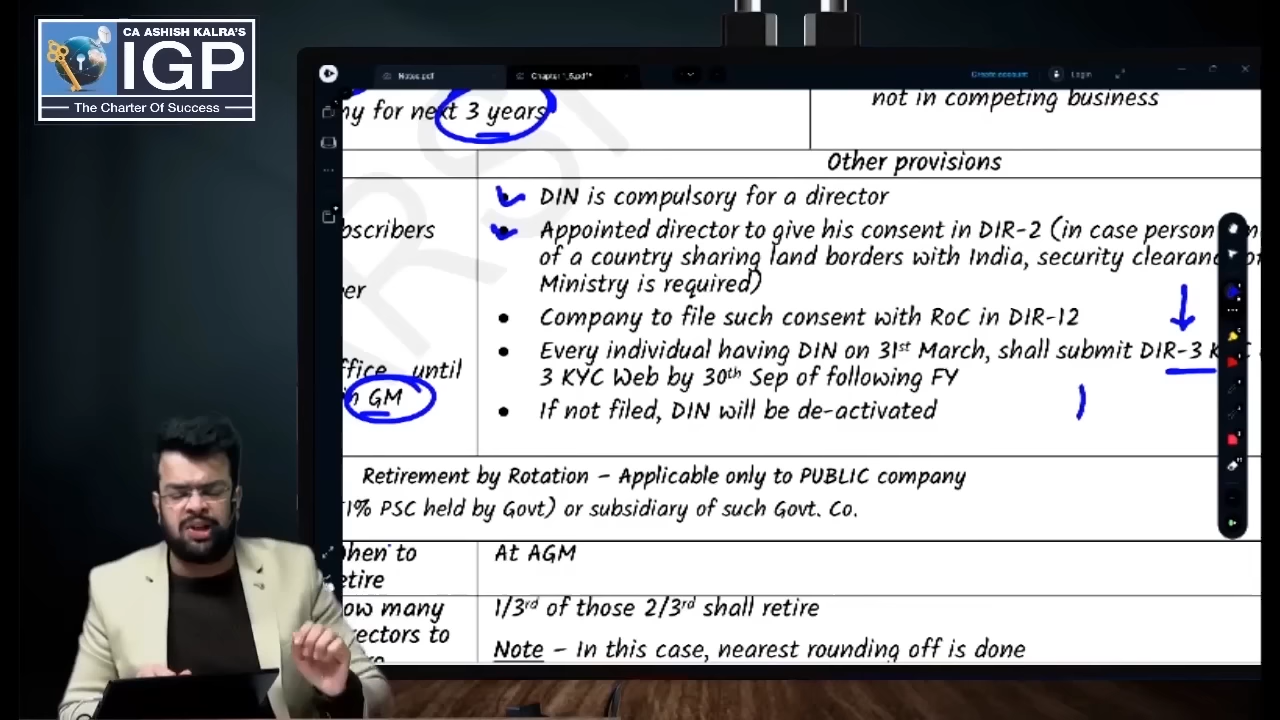 CA ASHISH KALRA'S
IGP
The Charter Of Success
Notes.pdf
Create account
Login
ny for next 3 years
not in competing business
Other provisions
DIN is compulsory for a director
bscribers
Appointed director to give his consent in DIR-2 (in case person
of a country sharing land borders with India, security
er
Ministry is required)
Company to file such consent with RoC in DIR-12
Every individual having DIN on 31st March, shall submit DIR-3
ffice until
3 KYC Web by 30th Sep of following FY
GM
If not filed, DIN will be de-activated
Retirement by Rotation – Applicable only to PUBLIC company
1% PSC held by Govt) or subsidiary of such Govt. Co.
hen to
At AGM
etire
ow many
1/3rd of those 2/3rd shall retire
rectors to
Note – In this case, nearest rounding off is done